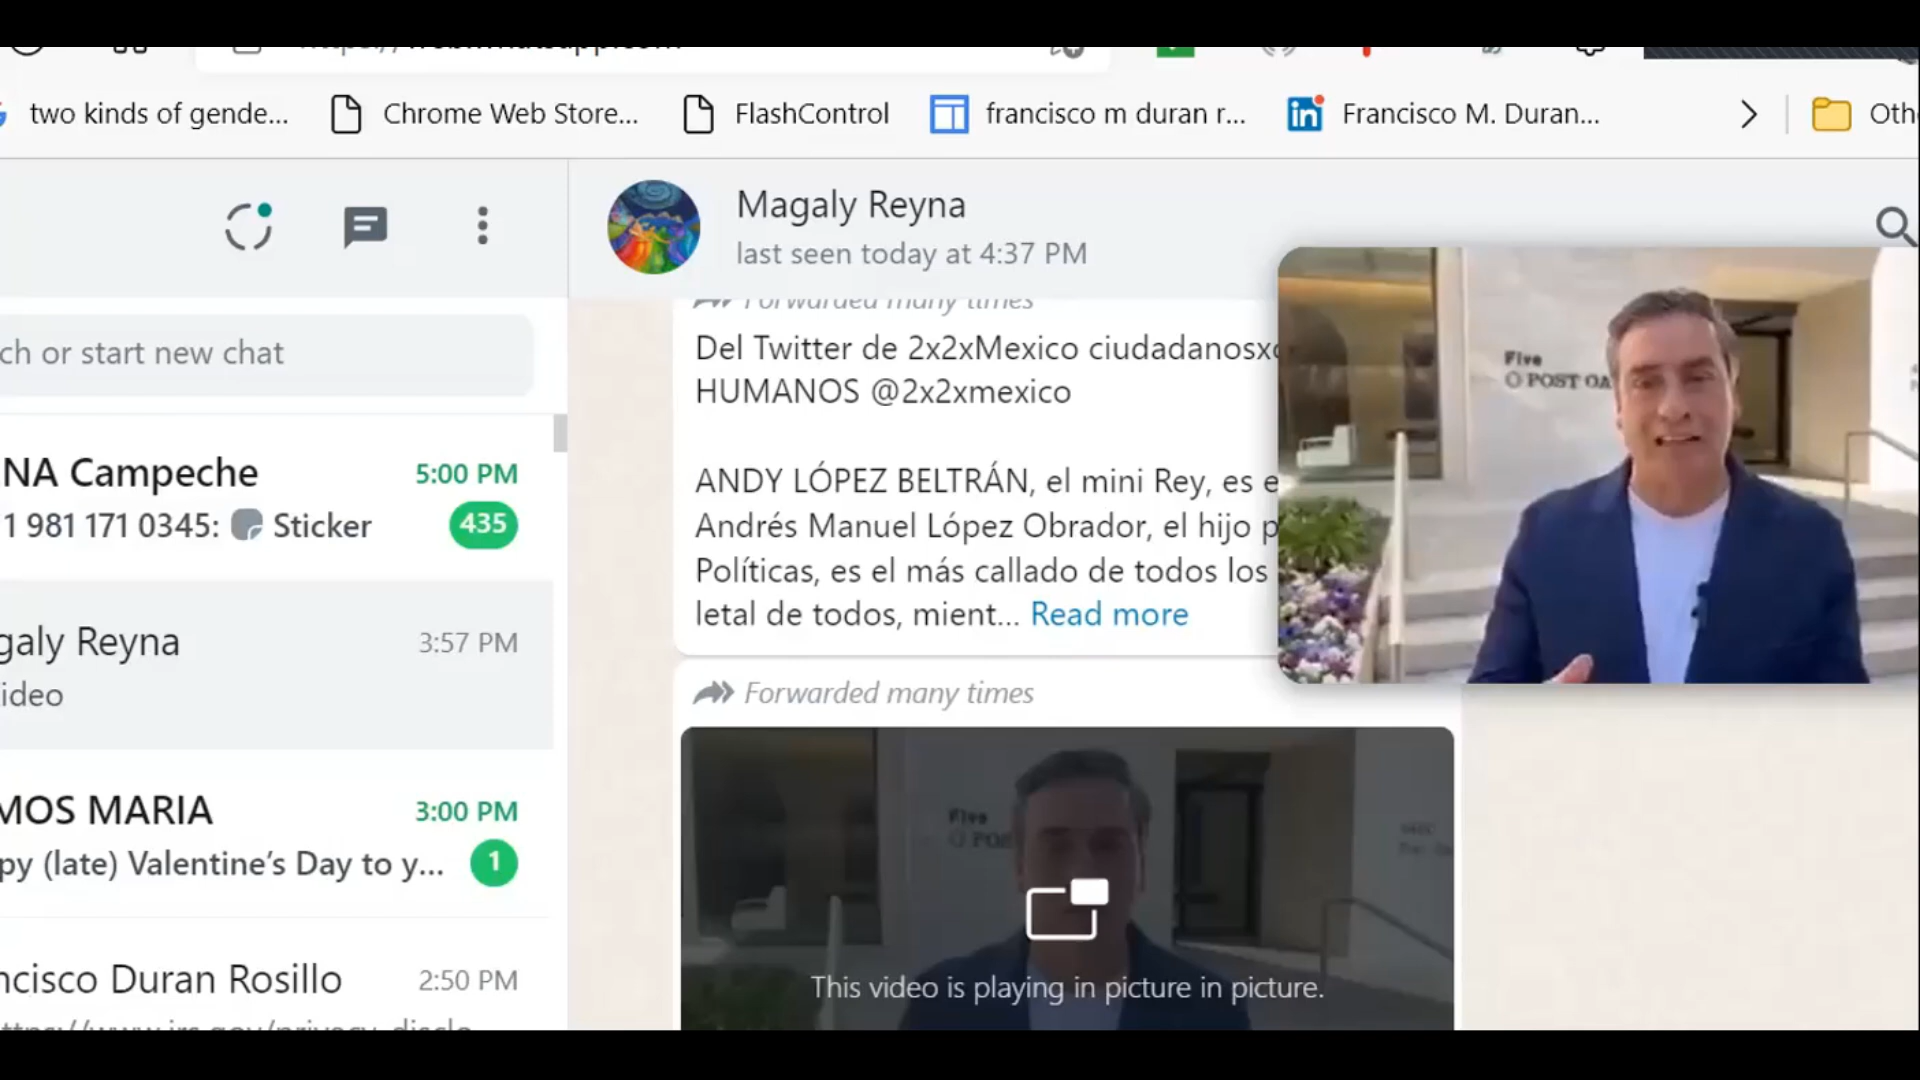 two kinds of gende...
Chrome Web Store...
FlashControl
francisco m duran r...
Francisco M. Duran...
Oth
Magaly Reyna
last seen today at 4:37 PM
ch or start new chat
NA Campeche
5:00 PM
1 981 171 0345: Sticker
435
galy Reyna
3:57 PM
ideo
MOS MARIA
3:00 PM
py (late) Valentine's Day to y...
1
ncisco Duran Rosillo
2:50 PM
Forwarded many times
Del Twitter de 2x2xMexico ciudadanosx
HUMANOS @2x2xmexico
ANDY LÓPEZ BELTRÁN, el mini Rey, es e
Andrés Manuel López Obrador, el hijo p
Políticas, es el más callado de todos los
letal de todos, mient... Read more
Five
POST OA
Forwarded many times
Five
PO
This video is playing in picture in picture.